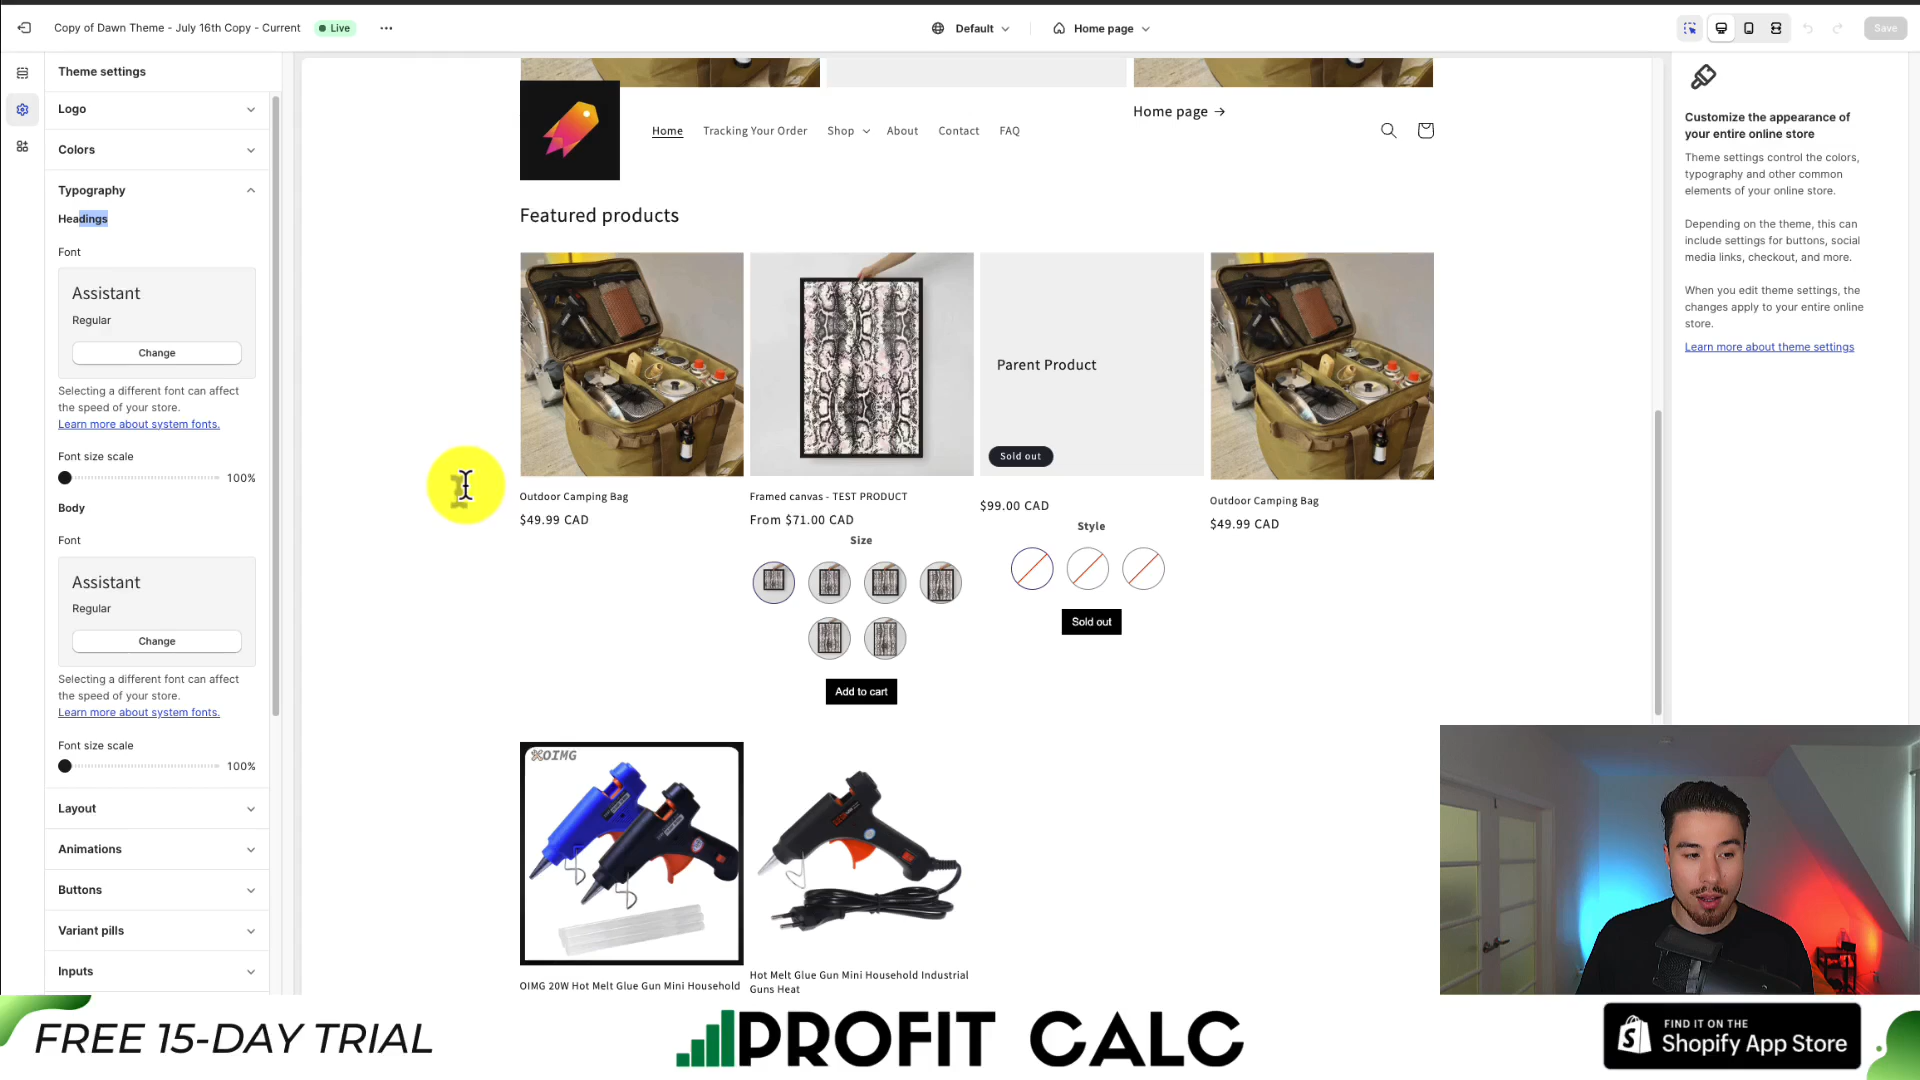 Copy of Dawn Theme - July 16th Copy - Current
Live
Default
Home page
Save
Theme settings
Logo
Colors
Typography
Headings
Font
Assistant
Regular
Change
Selecting a different font can affect
the speed of your store.
Learn more about system fonts.
Font size scale
100%
Body
Font
Assistant
Regular
Change
Selecting a different font can affect
the speed of your store.
Learn more about system fonts.
Font size scale
100%
Layout
Animations
Buttons
Variant pills
Inputs
Home page →
Home
Tracking Your Order
Shop
About
Contact
FAQ
Featured products
Parent Product
Sold out
Outdoor Camping Bag
$49.99 CAD
Framed canvas - TEST PRODUCT
From $71.00 CAD
Size
Add to cart
$99.00 CAD
Style
Sold out
Outdoor Camping Bag
$49.99 CAD
OIMG
OIMG 20W Hot Melt Glue Gun Mini Household
Hot Melt Glue Gun Mini Household Industrial
Guns Heat
Customize the appearance of
your entire online store
Theme settings control the colors,
typography and other common
elements of your online store.
Depending on the theme, this can
include settings for buttons, social
media links, checkout, and more.
When you edit theme settings, the
changes apply to your entire online
store.
Learn more about theme settings
FREE 15-DAY TRIAL
PROFIT CALC
FIND IT ON THE
Shopify App Store